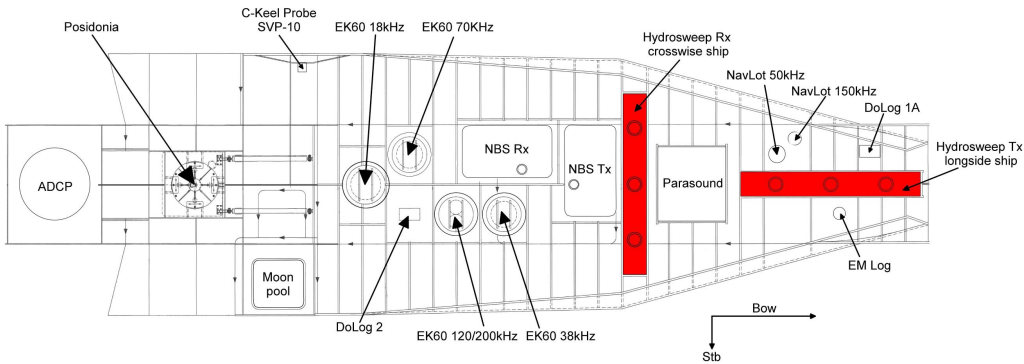 C-Keel Probe
SVP-10
Posidonia
EK60 18kHz
EK60 70KHz
Hydrosweep Rx
crosswise ship
NavLot 50kHz
NavLot 150kHz
DoLog 1A
Hydrosweep Tx
longside ship
ADCP
NBS Rx
NBS Tx
Parasound
Moon
pool
DoLog 2
EK60 120/200kHz
EK60 38kHz
EM Log
Bow
Stb